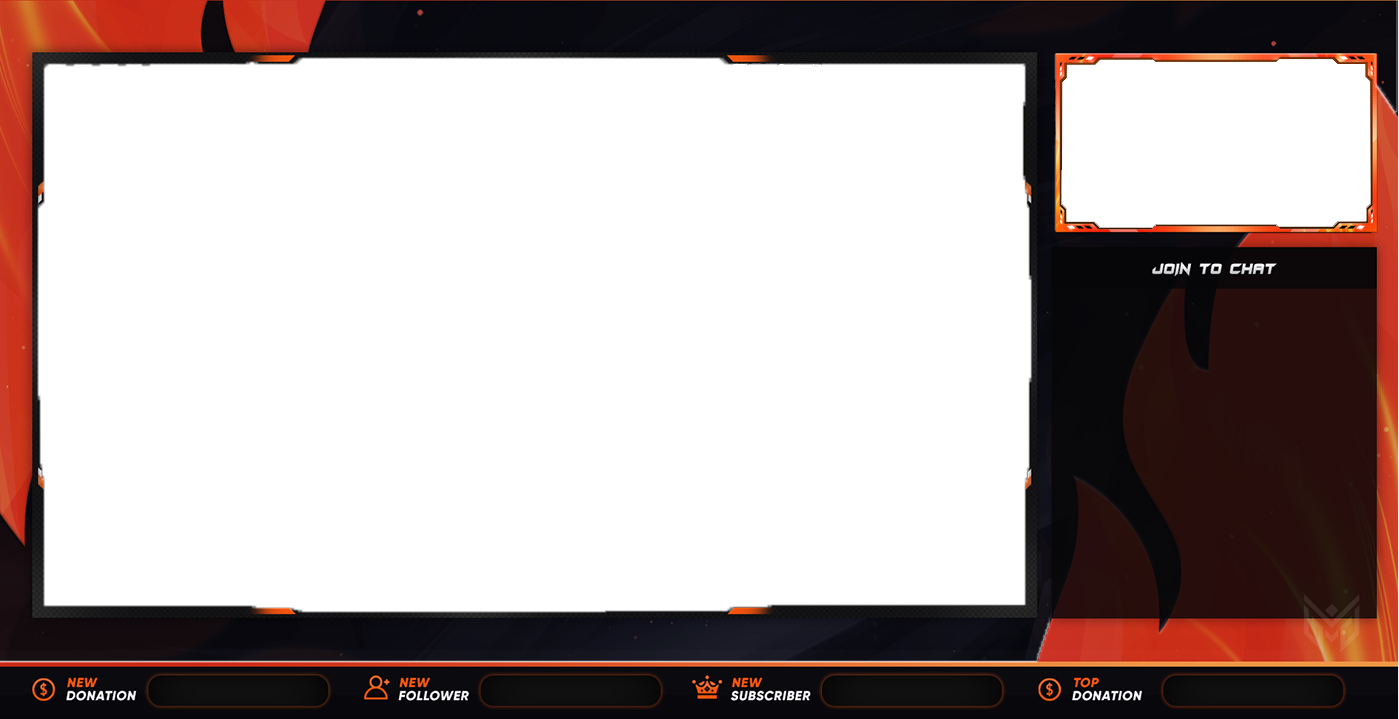 JOIN TO CHAT
NEW
DONATION
NEW
FOLLOWER
NEW
SUBSCRIBER
TOP
DONATION